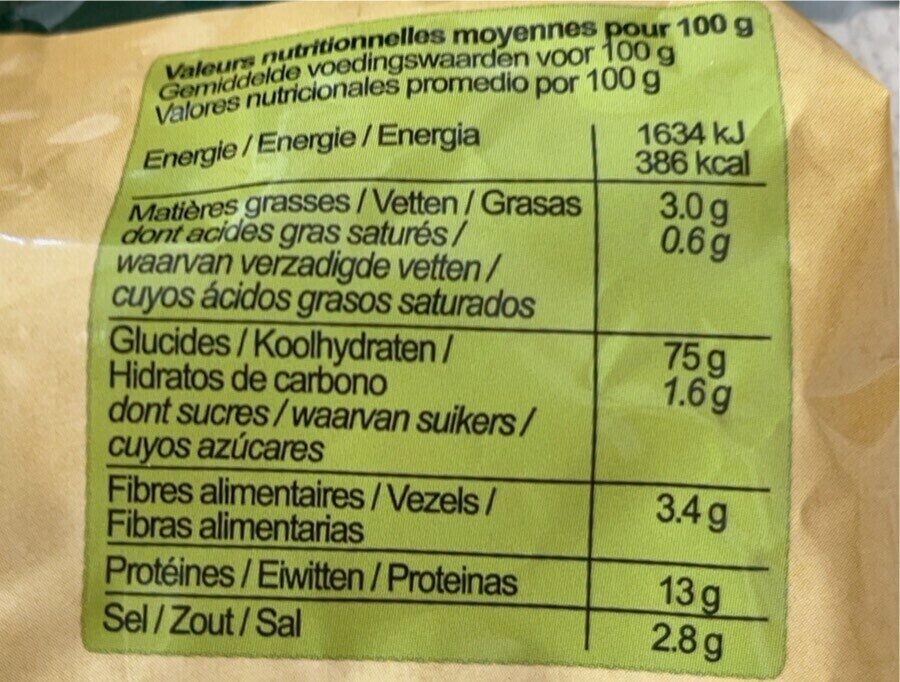 Valeurs nutritionnelles moyennes pour 100 g
Gemiddelde voedingswaarden voor 100 g
Valores nutricionales promedio por 100 g
Energie / Energie / Energia 1634 kJ
386 kcal
Matières grasses / Vetten / Grasas 3.0 g
dont acides gras saturés / 0.6 g
waarvan verzadigde vetten /
cuyos ácidos grasos saturados
Glucides / Koolhydraten / 75 g
Hidratos de carbono 1.6 g
dont sucres / waarvan suikers /
cuyos azúcares
Fibres alimentaires / Vezels / 3.4 g
Fibras alimentarias
Protéines / Eiwitten / Proteinas 13 g
Sel / Zout / Sal 2.8 g